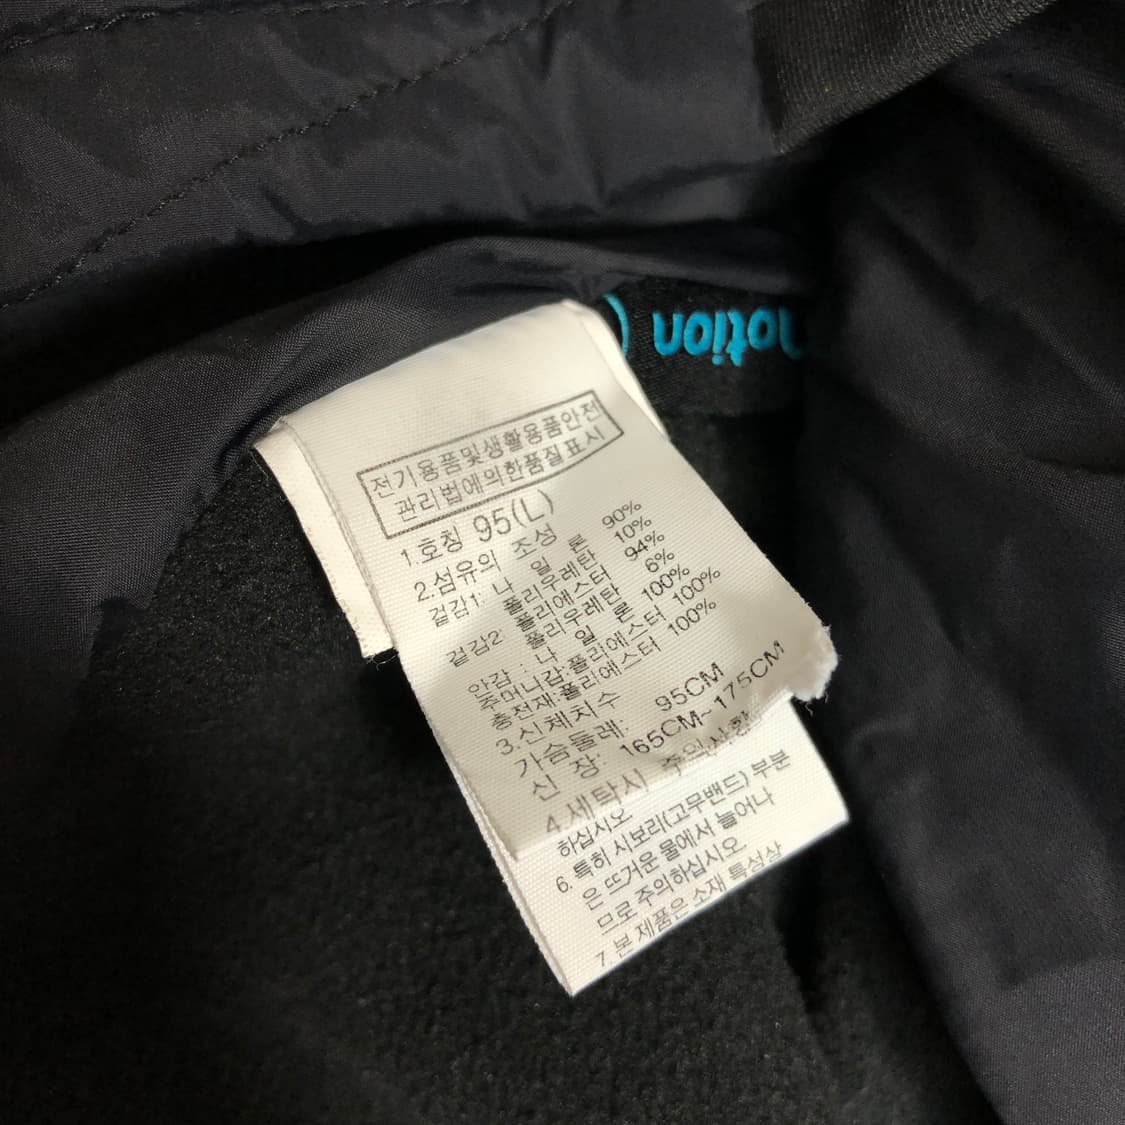 notion
전기용품및생활용품안전
관리법에의한품질표시
1.호칭 95(L)
2.섬유의 조성
겉감1: 나 일 론 90%
폴리우레탄 10%
겉감2: 폴리에스터 94%
폴리우레탄 6%
안감 : 나 일 론 100%
주머니감:폴리에스터 100%
충전재:폴리에스터 100%
3.신체치수
가슴둘레: 95CM
신 장: 165CM~175CM
4.세탁시 주의사항
하십시오
6.특히 시보리(고무밴드) 부분
은 뜨거운 물에서 늘어나
므로 주의하십시오
7.본 제품은 소재 특성상